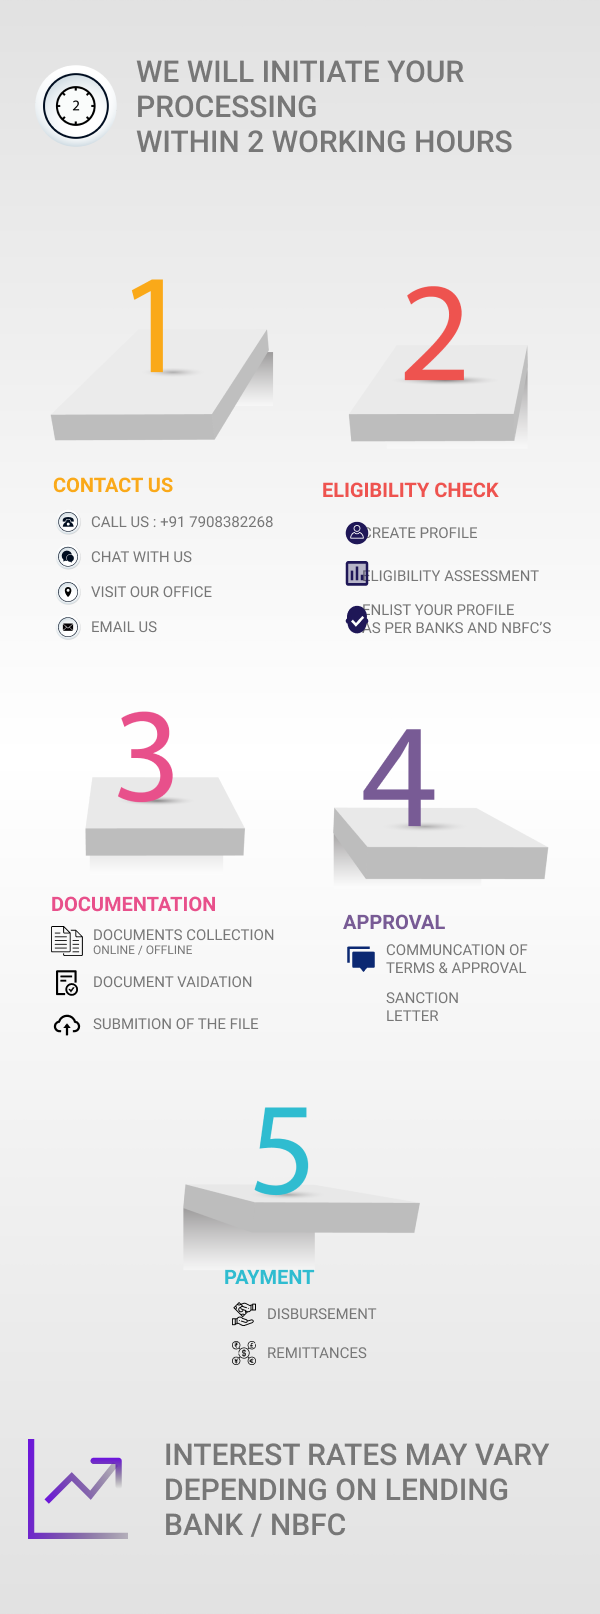 2
WE WILL INITIATE YOUR
PROCESSING
WITHIN 2 WORKING HOURS
1
CONTACT US
CALL US : +91 7908382268
CHAT WITH US
VISIT OUR OFFICE
EMAIL US
2
ELIGIBILITY CHECK
CREATE PROFILE
ELIGIBILITY ASSESSMENT
ENLIST YOUR PROFILE
AS PER BANKS AND NBFC'S
3
DOCUMENTATION
DOCUMENTS COLLECTION
ONLINE / OFFLINE
DOCUMENT VAIDATION
SUBMITION OF THE FILE
4
APPROVAL
COMMUNCATION OF
TERMS & APPROVAL
SANCTION
LETTER
5
PAYMENT
DISBURSEMENT
REMITTANCES
INTEREST RATES MAY VARY
DEPENDING ON LENDING
BANK / NBFC